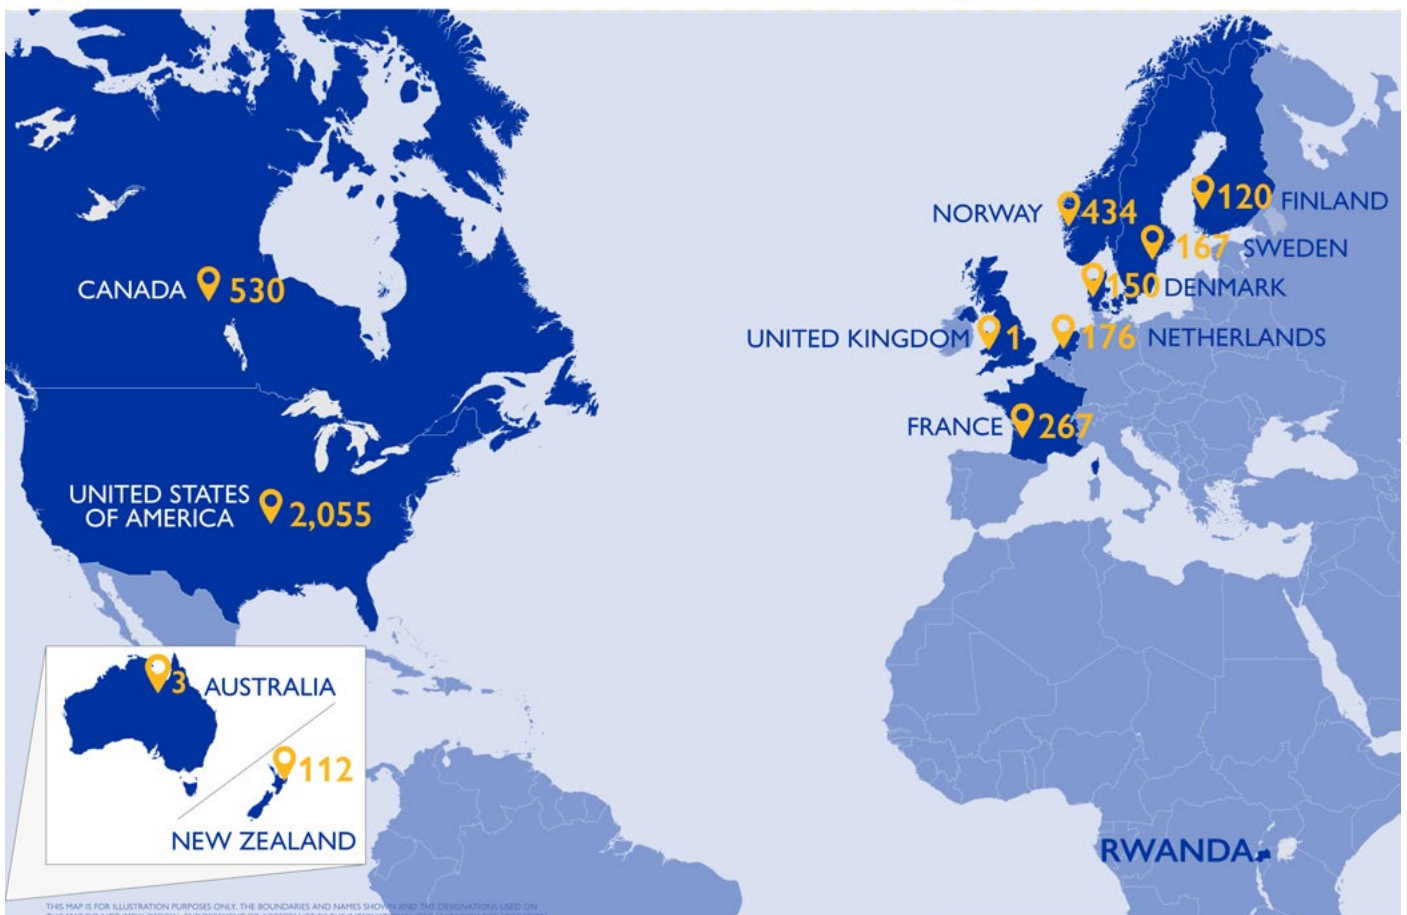 NORWAY 434
120 FINLAND
167 SWEDEN
CANADA 530
150 DENMARK
UNITED KINGDOM 1
176 NETHERLANDS
FRANCE 267
UNITED STATES
OF AMERICA 2,055
3 AUSTRALIA
112
NEW ZEALAND
RWANDA
THIS MAP IS FOR ILLUSTRATION PURPOSES ONLY. THE BOUNDARIES AND NAMES SHOWN AND THE DESIGNATIONS USED ON